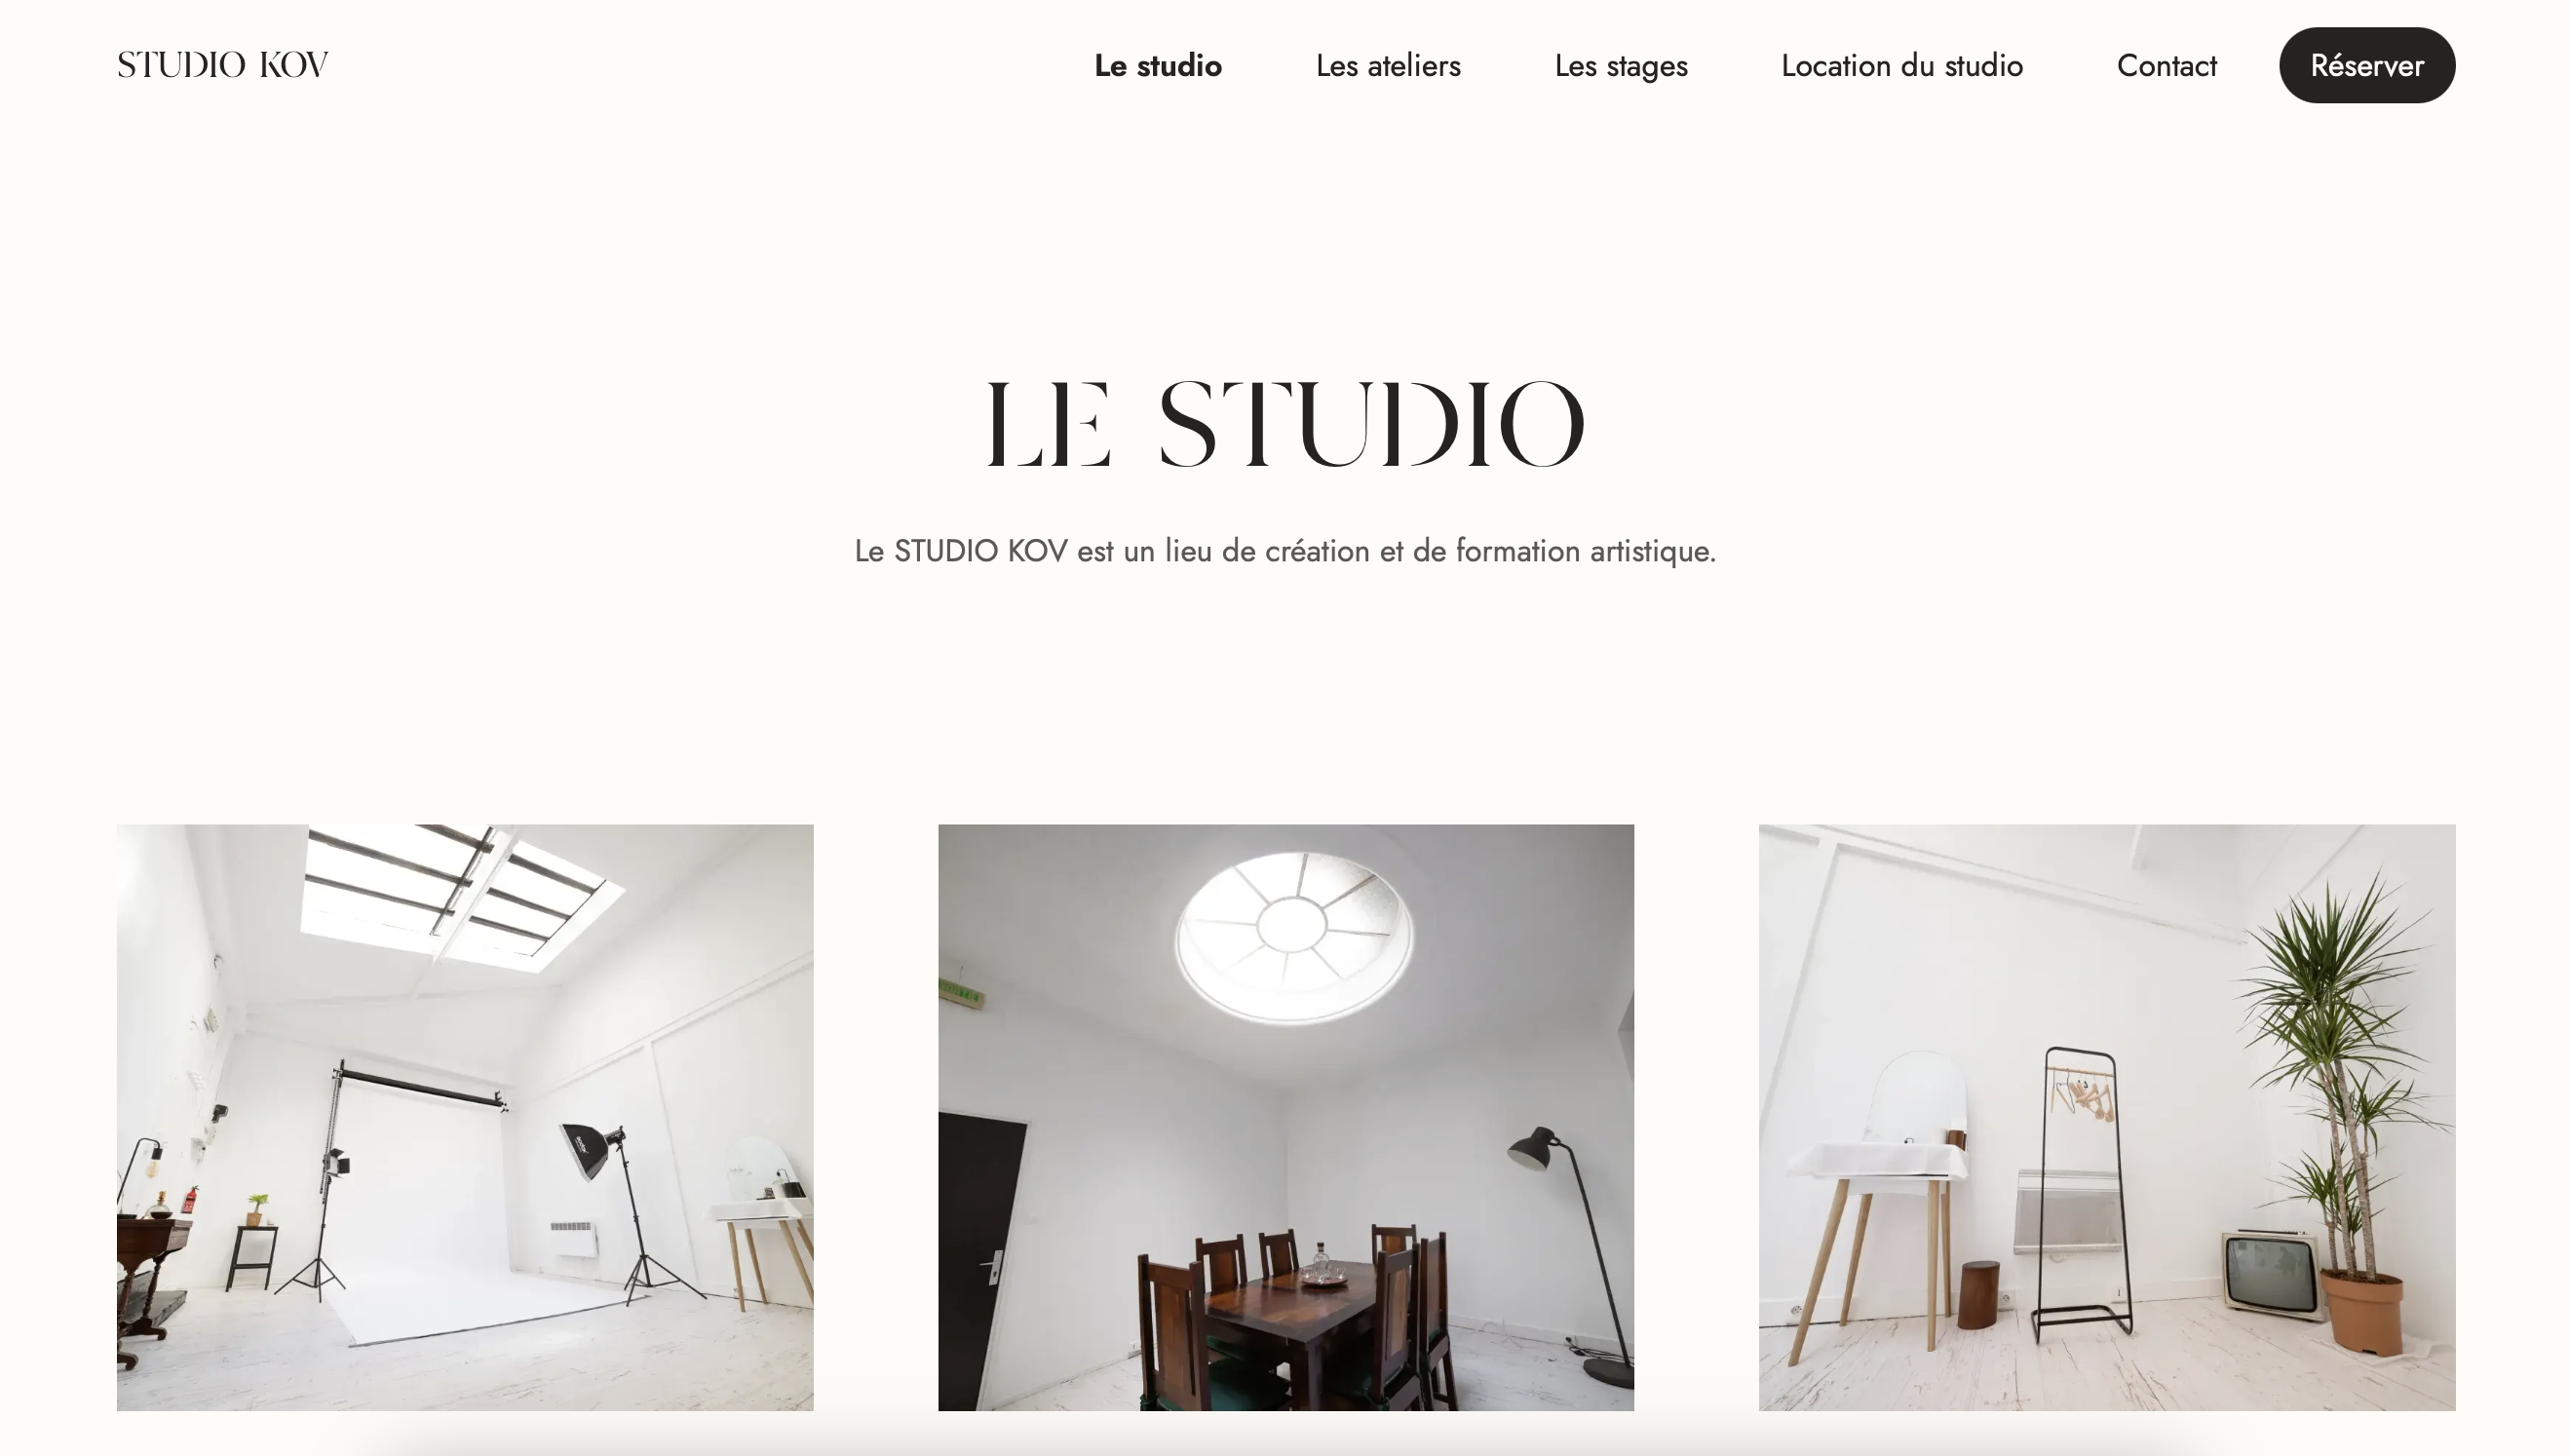 STUDIO KOV
Le studio
Les ateliers
Les stages
Location du studio
Contact
Réserver
LE STUDIO
Le STUDIO KOV est un lieu de création et de formation artistique.